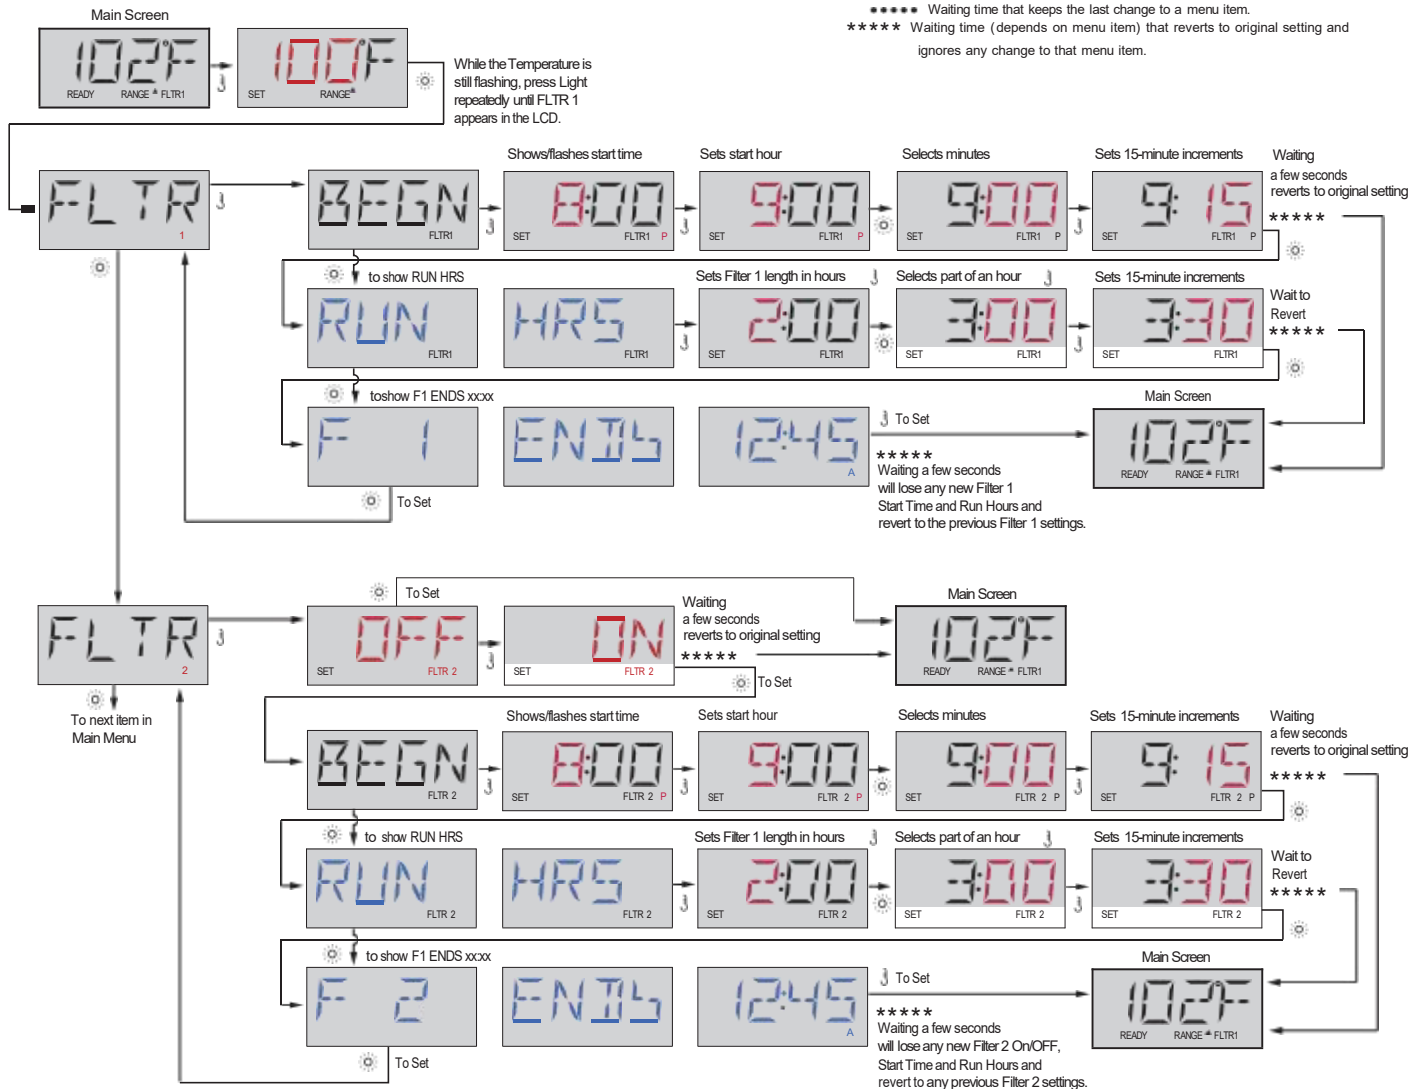 ••••• Waiting time that keeps the last change to a menu item.
***** Waiting time (depends on menu item) that reverts to original setting and
ignores any change to that menu item.
Main Screen
102°F
READY RANGE FLTR1
100°F
SET RANGE
While the Temperature is
still flashing, press Light
repeatedly until FLTR 1
appears in the LCD.
FLTR
1
BEGN
FLTR1
Shows/flashes start time
8:00
SET FLTR1 P
Sets start hour
9:00
SET FLTR1 P
Selects minutes
9:00
SET FLTR1 P
Sets 15-minute increments
9:15
SET FLTR1 P
Waiting
a few seconds
reverts to original setting
*****
to show RUN HRS
RUN
FLTR1
HRS
FLTR1
Sets Filter 1 length in hours
2:00
SET FLTR1
Selects part of an hour
3:00
SET FLTR1
Sets 15-minute increments
3:30
SET FLTR1
Wait to
Revert
*****
toshow F1 ENDS xx:xx
F 1
ENDS
12:45
A
To Set
To Set
*****
Waiting a few seconds
will lose any new Filter 1
Start Time and Run Hours and
revert to the previous Filter 1 settings.
Main Screen
102°F
READY RANGE FLTR1
FLTR
2
To next item in
Main Menu
To Set
OFF
SET FLTR 2
ON
SET FLTR 2
Waiting
a few seconds
reverts to original setting
*****
To Set
Main Screen
102°F
READY RANGE FLTR1
BEGN
FLTR 2
Shows/flashes start time
8:00
SET FLTR 2 P
Sets start hour
9:00
SET FLTR 2 P
Selects minutes
9:00
SET FLTR 2 P
Sets 15-minute increments
9:15
SET FLTR 2 P
Waiting
a few seconds
reverts to original setting
*****
to show RUN HRS
RUN
FLTR 2
HRS
FLTR 2
Sets Filter 1 length in hours
2:00
SET FLTR 2
Selects part of an hour
3:00
SET FLTR 2
Sets 15-minute increments
3:30
SET FLTR 2
Wait to
Revert
*****
to show F1 ENDS xx:xx
F 2
ENDS
12:45
A
To Set
To Set
*****
Waiting a few seconds
will lose any new Filter 2 On/OFF,
Start Time and Run Hours and
revert to any previous Filter 2 settings.
Main Screen
102°F
READY RANGE FLTR1